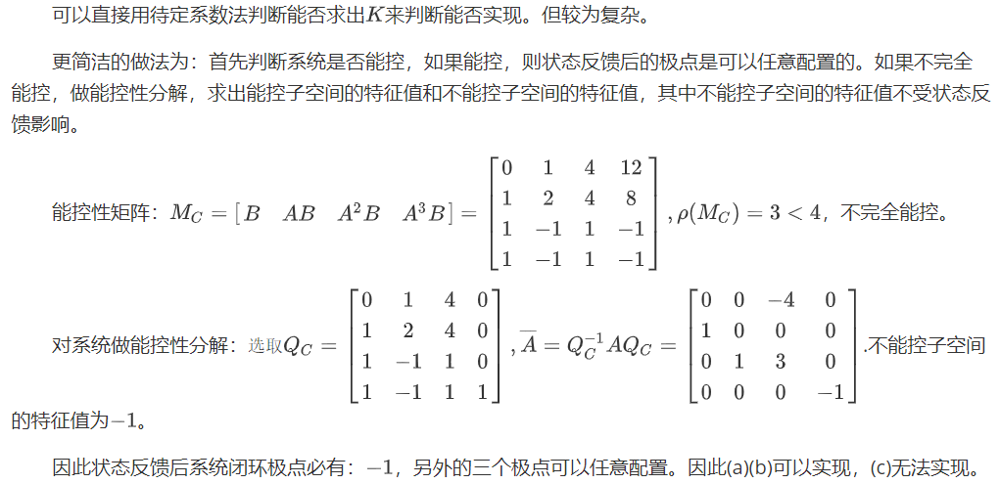 可以直接用待定系数法判断能否求出K来判断能否实现。但较为复杂。
更简洁的做法为：首先判断系统是否能控，如果能控，则状态反馈后的极点是可以任意配置的。如果不完全
能控，做能控性分解，求出能控子空间的特征值和不能控子空间的特征值，其中不能控子空间的特征值不受状态反
馈影响。
能控性矩阵：$M_C = [\, B \quad AB \quad A^2B \quad A^3B \,] = \begin{bmatrix} 0 & 1 & 4 & 12 \\ 1 & 2 & 4 & 8 \\ 1 & -1 & 1 & -1 \\ 1 & -1 & 1 & -1 \end{bmatrix}, \rho(M_C) = 3 < 4$，不完全能控。
对系统做能控性分解：选取$Q_C = \begin{bmatrix} 0 & 1 & 4 & 0 \\ 1 & 2 & 4 & 0 \\ 1 & -1 & 1 & 0 \\ 1 & -1 & 1 & 1 \end{bmatrix}, \overline{A} = Q_C^{-1} A Q_C = \begin{bmatrix} 0 & 0 & -4 & 0 \\ 1 & 0 & 0 & 0 \\ 0 & 1 & 3 & 0 \\ 0 & 0 & 0 & -1 \end{bmatrix}$.不能控子空间
的特征值为−1。
因此状态反馈后系统闭环极点必有：−1，另外的三个极点可以任意配置。因此(a)(b)可以实现，(c)无法实现。